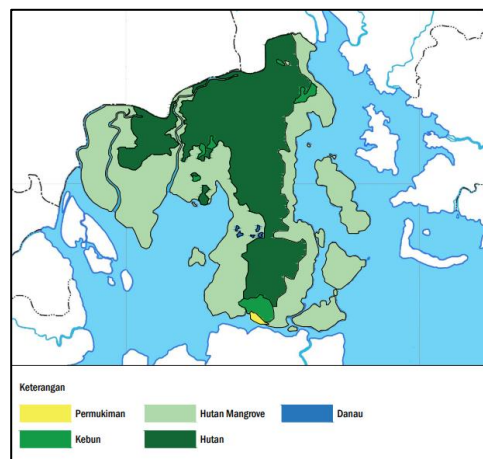 Keterangan
Permukiman
Hutan Mangrove
Danau
Kebun
Hutan